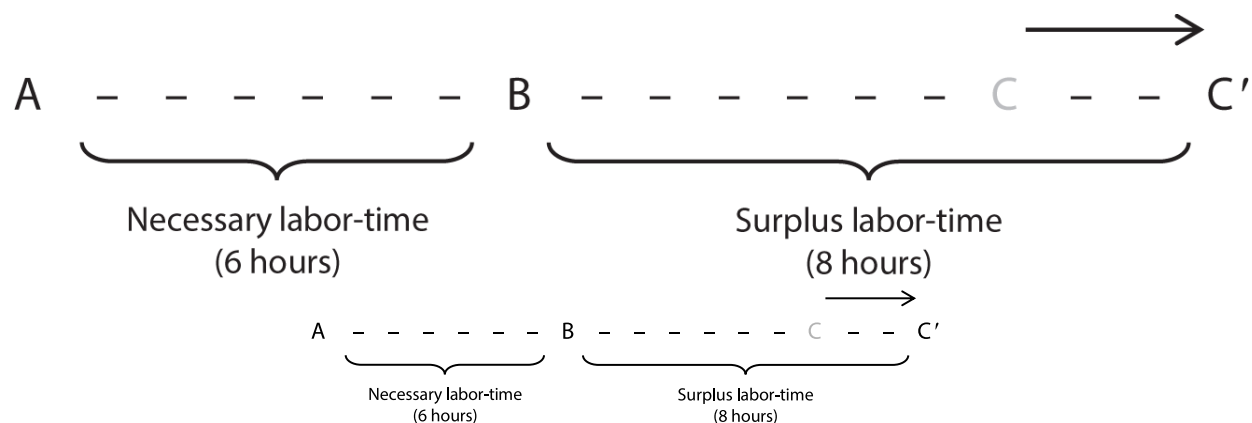 A – – – – – – B – – – – – – C – – C′
Necessary labor-time Surplus labor-time
(6 hours) (8 hours)
A – – – – – – B – – – – – – C – – C′
Necessary labor-time Surplus labor-time
(6 hours) (8 hours)